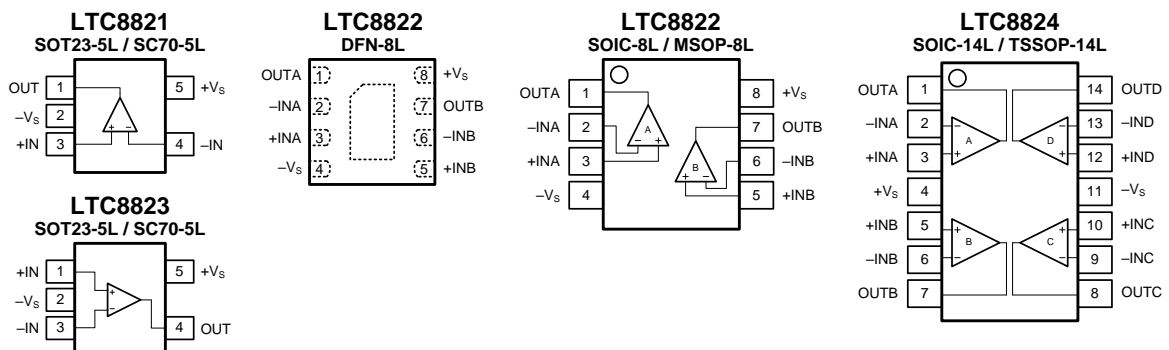 LTC8821
SOT23-5L / SC70-5L
OUT 1 5 +VS
–VS 2
+IN 3 4 –IN
+ –
LTC8823
SOT23-5L / SC70-5L
+IN 1 5 +VS
–VS 2
–IN 3 4 OUT
+
–
LTC8822
DFN-8L
OUTA 1 8 +VS
–INA 2 7 OUTB
+INA 3 6 –INB
–VS 4 5 +INB
LTC8822
SOIC-8L / MSOP-8L
OUTA 1 8 +VS
–INA 2 A 7 OUTB
– +
+INA 3 B 6 –INB
+ –
–VS 4 5 +INB
LTC8824
SOIC-14L / TSSOP-14L
OUTA 1 14 OUTD
–INA 2 – – 13 –IND
A D
+INA 3 + + 12 +IND
+VS 4 11 –VS
+INB 5 + + 10 +INC
B C
–INB 6 – – 9 –INC
OUTB 7 8 OUTC